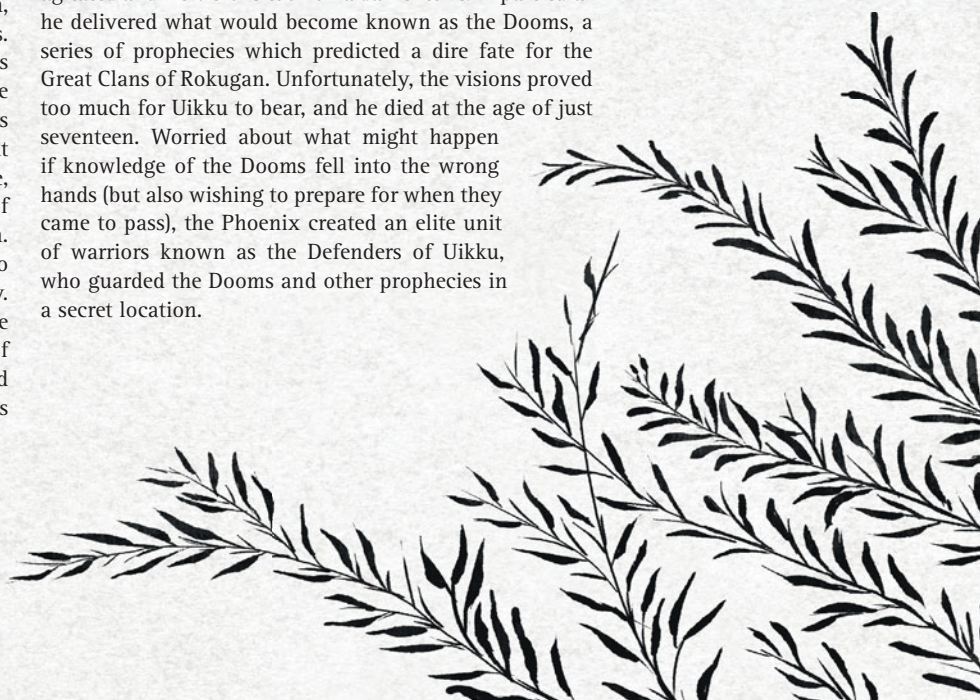 he delivered what would become known as the Dooms, a
series of prophecies which predicted a dire fate for the
Great Clans of Rokugan. Unfortunately, the visions proved
too much for Uikku to bear, and he died at the age of just
seventeen. Worried about what might happen
if knowledge of the Dooms fell into the wrong
hands (but also wishing to prepare for when they
came to pass), the Phoenix created an elite unit
of warriors known as the Defenders of Uikku,
who guarded the Dooms and other prophecies in
a secret location.